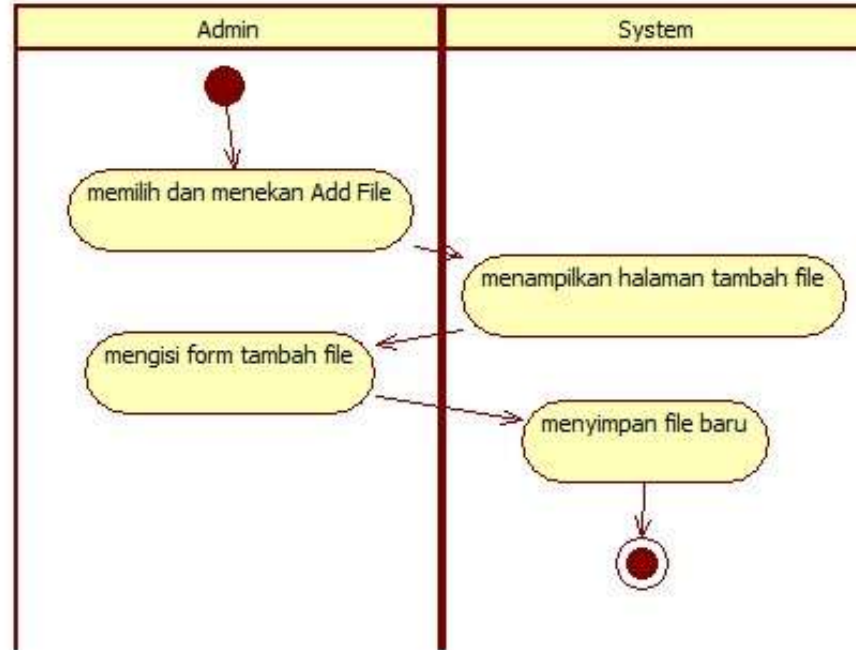 Admin
System
memilih dan menekan Add File
menampilkan halaman tambah file
mengisi form tambah file
menyimpan file baru